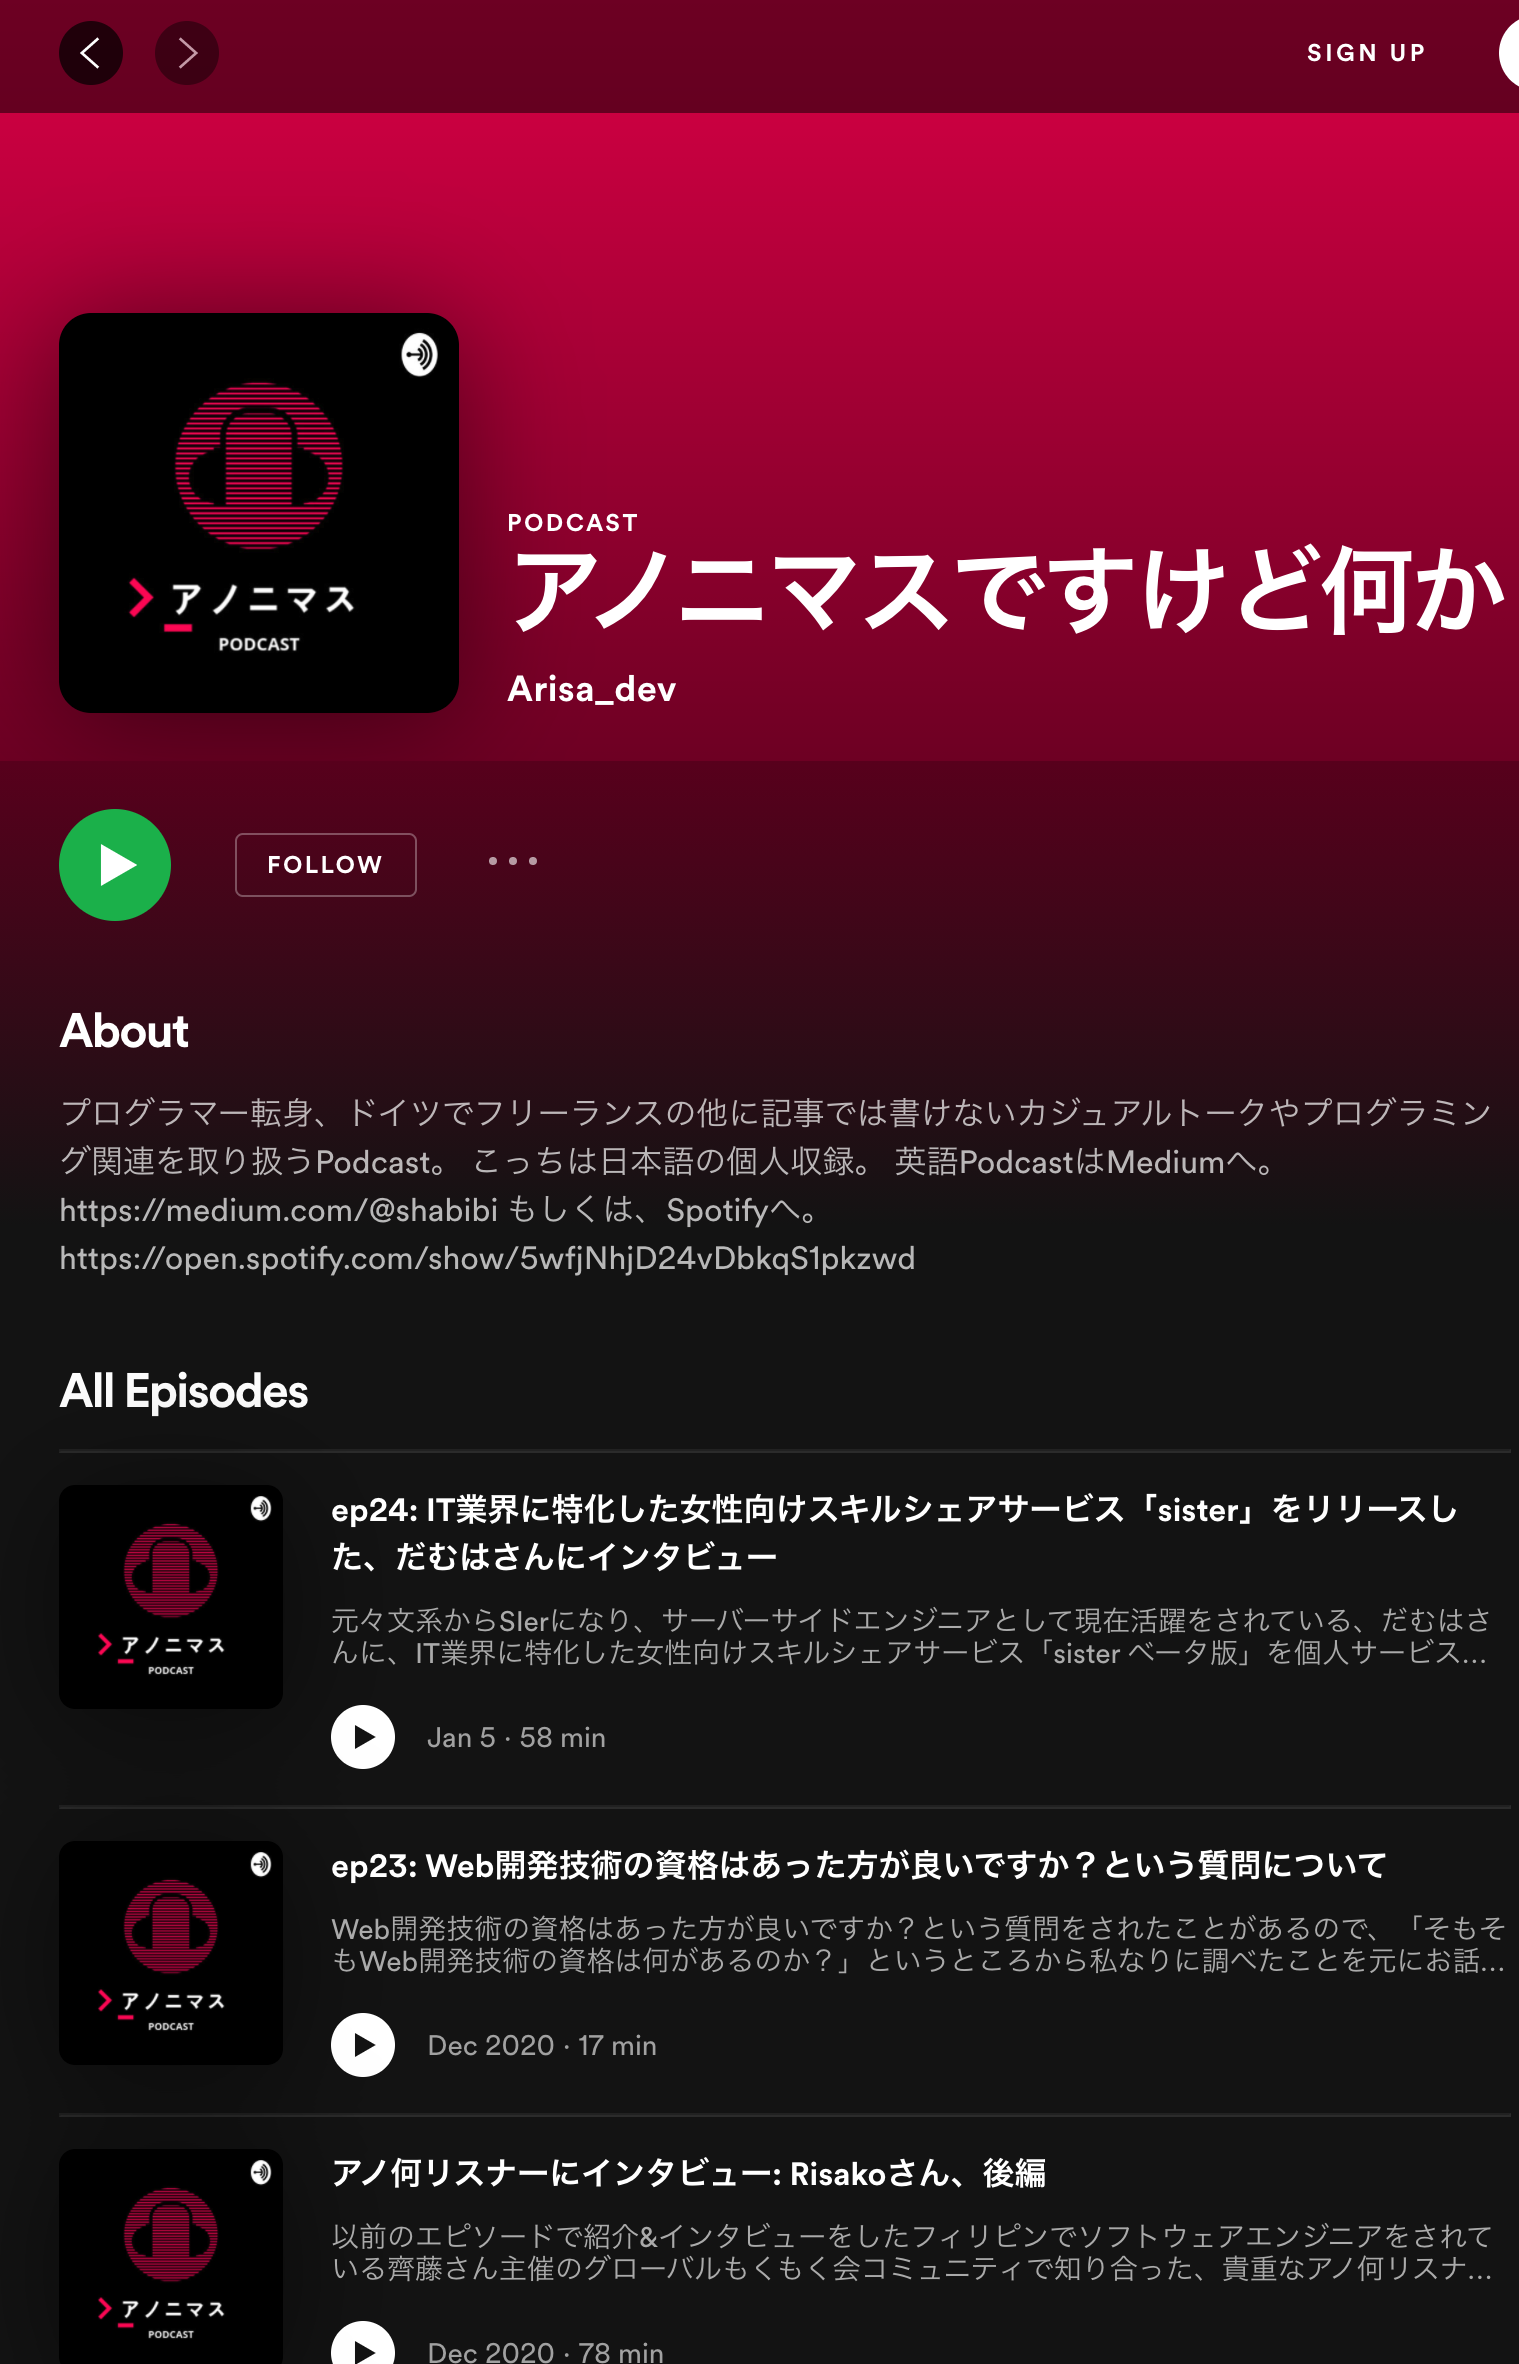 SIGN UP
アノニマス
PODCAST
PODCAST
アノニマスですけど何か
Arisa_dev
FOLLOW
About
プログラマー転身、ドイツでフリーランスの他に記事では書けないカジュアルトークやプログラミン
グ関連を取り扱うPodcast。 こっちは日本語の個人収録。 英語PodcastはMediumへ。
https://medium.com/@shabibi もしくは、Spotifyへ。
https://open.spotify.com/show/5wfjNhjD24vDbkqS1pkzwd
All Episodes
アノニマス
PODCAST
ep24: IT業界に特化した女性向けスキルシェアサービス「sister」をリリースし
た、だむはさんにインタビュー
元々文系からSIerになり、サーバーサイドエンジニアとして現在活躍をされている、だむはさ
んに、IT業界に特化した女性向けスキルシェアサービス「sister ベータ版」を個人サービス...
Jan 5 · 58 min
アノニマス
PODCAST
ep23: Web開発技術の資格はあった方が良いですか？という質問について
Web開発技術の資格はあった方が良いですか？という質問をされたことがあるので、「そもそ
もWeb開発技術の資格は何があるのか？」というところから私なりに調べたことを元にお話...
Dec 2020 · 17 min
アノニマス
PODCAST
アノ何リスナーにインタビュー: Risakoさん、後編
以前のエピソードで紹介&インタビューをしたフィリピンでソフトウェアエンジニアをされて
いる齊藤さん主催のグローバルもくもく会コミュニティで知り合った、貴重なアノ何リスナ...
Dec 2020 · 78 min